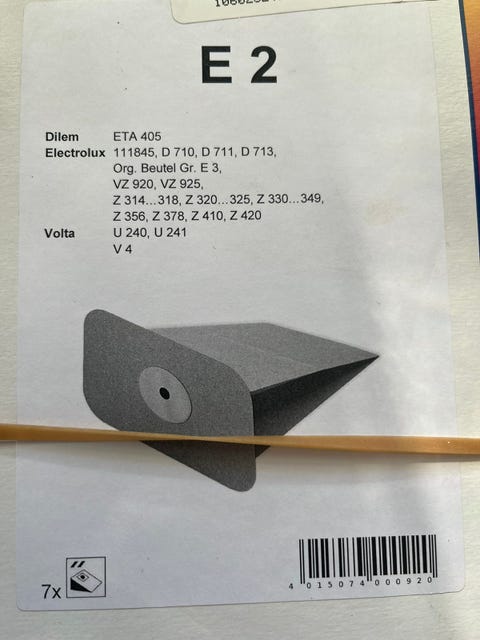 E 2
Dilem ETA 405
Electrolux 111845, D 710, D 711, D 713,
Org. Beutel Gr. E 3,
VZ 920, VZ 925,
Z 314...318, Z 320...325, Z 330...349,
Z 356, Z 378, Z 410, Z 420
Volta U 240, U 241
V 4
7x
4 015074 000920